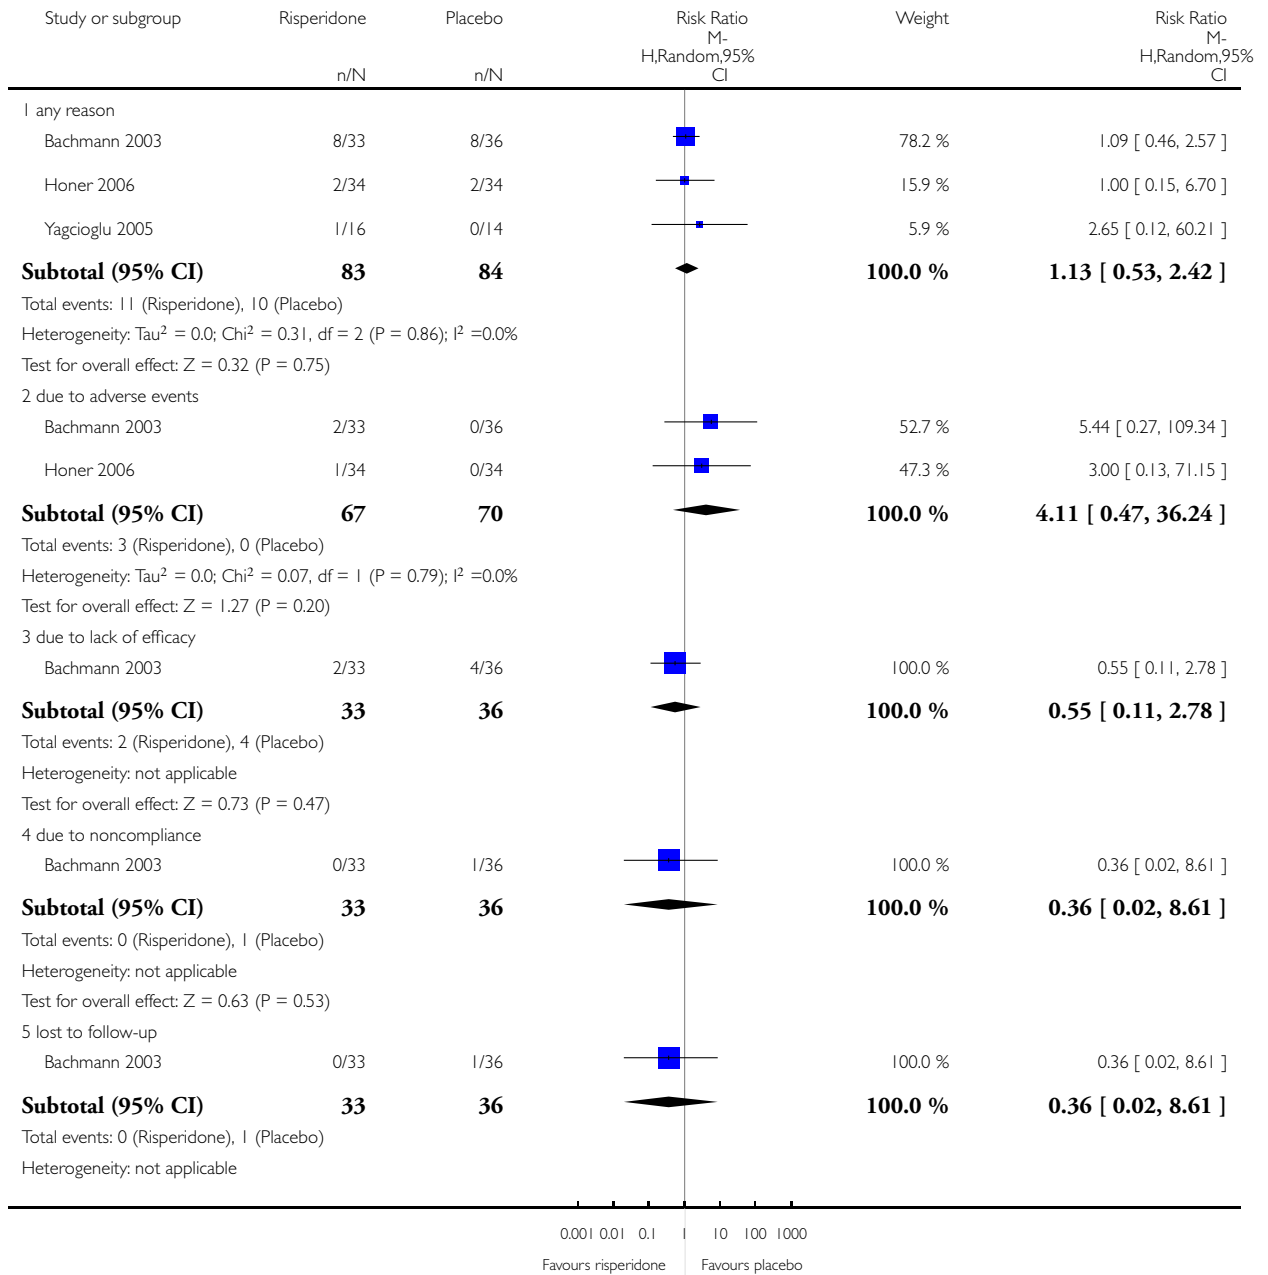 Study or subgroup Risperidone Placebo Risk Ratio Weight Risk Ratio
M- M-
H,Random,95% H,Random,95%
n/N n/N CI CI
1 any reason
Bachmann 2003 8/33 8/36 78.2 % 1.09 [ 0.46, 2.57 ]
Honer 2006 2/34 2/34 15.9 % 1.00 [ 0.15, 6.70 ]
Yagcioglu 2005 1/16 0/14 5.9 % 2.65 [ 0.12, 60.21 ]
Subtotal (95% CI) 83 84 100.0 % 1.13 [ 0.53, 2.42 ]
Total events: 11 (Risperidone), 10 (Placebo)
Heterogeneity: Tau² = 0.0; Chi² = 0.31, df = 2 (P = 0.86); I² =0.0%
Test for overall effect: Z = 0.32 (P = 0.75)
2 due to adverse events
Bachmann 2003 2/33 0/36 52.7 % 5.44 [ 0.27, 109.34 ]
Honer 2006 1/34 0/34 47.3 % 3.00 [ 0.13, 71.15 ]
Subtotal (95% CI) 67 70 100.0 % 4.11 [ 0.47, 36.24 ]
Total events: 3 (Risperidone), 0 (Placebo)
Heterogeneity: Tau² = 0.0; Chi² = 0.07, df = 1 (P = 0.79); I² =0.0%
Test for overall effect: Z = 1.27 (P = 0.20)
3 due to lack of efficacy
Bachmann 2003 2/33 4/36 100.0 % 0.55 [ 0.11, 2.78 ]
Subtotal (95% CI) 33 36 100.0 % 0.55 [ 0.11, 2.78 ]
Total events: 2 (Risperidone), 4 (Placebo)
Heterogeneity: not applicable
Test for overall effect: Z = 0.73 (P = 0.47)
4 due to noncompliance
Bachmann 2003 0/33 1/36 100.0 % 0.36 [ 0.02, 8.61 ]
Subtotal (95% CI) 33 36 100.0 % 0.36 [ 0.02, 8.61 ]
Total events: 0 (Risperidone), 1 (Placebo)
Heterogeneity: not applicable
Test for overall effect: Z = 0.63 (P = 0.53)
5 lost to follow-up
Bachmann 2003 0/33 1/36 100.0 % 0.36 [ 0.02, 8.61 ]
Subtotal (95% CI) 33 36 100.0 % 0.36 [ 0.02, 8.61 ]
Total events: 0 (Risperidone), 1 (Placebo)
Heterogeneity: not applicable
0.001 0.01 0.1 1 10 100 1000
Favours risperidone Favours placebo